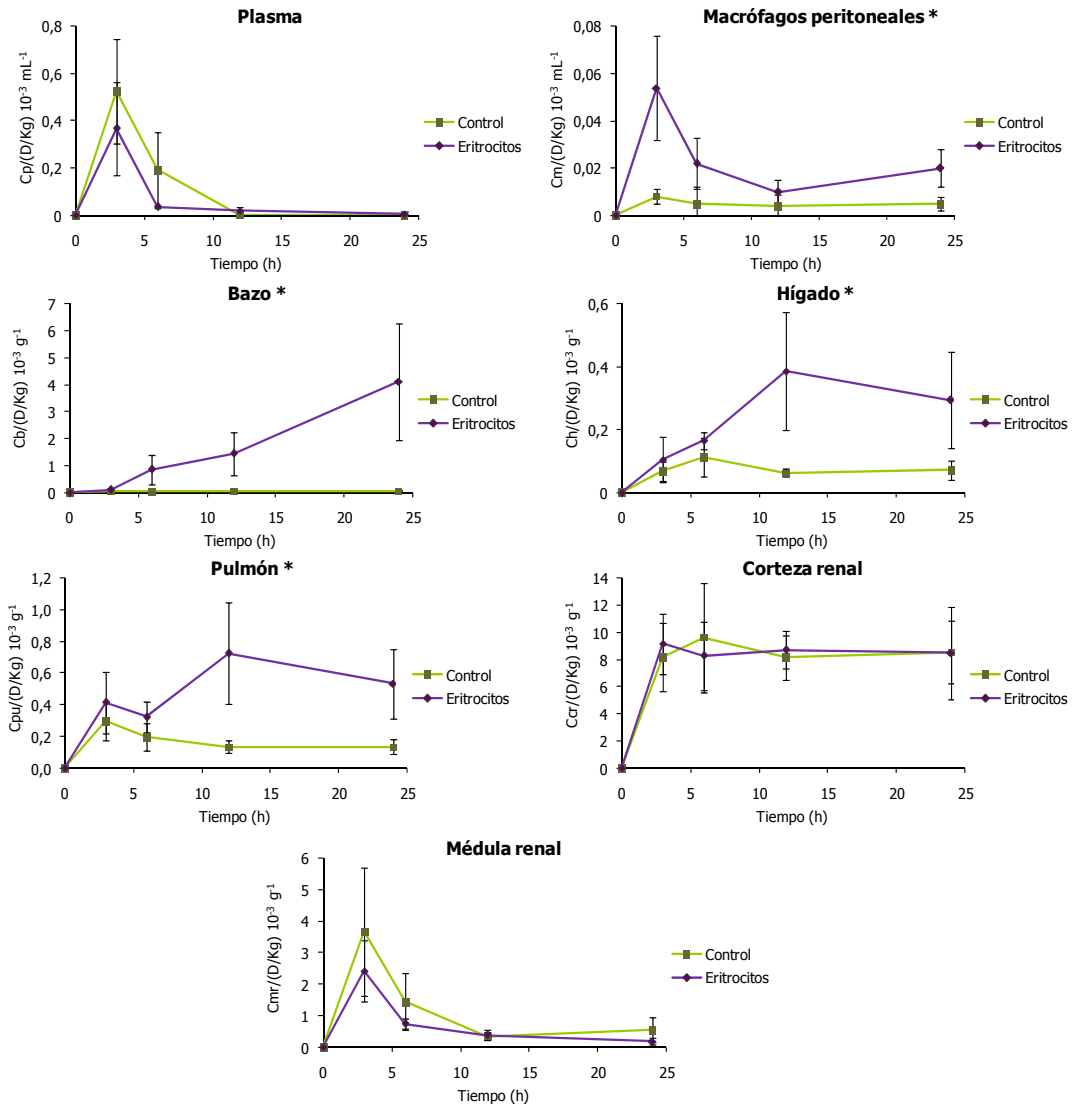 Plasma
Cp/(D/Kg) 10⁻³ mL⁻¹
0,8
0,6
0,4
0,2
0
0 5 10 15 20 25
Tiempo (h)
Control
Eritrocitos
Macrófagos peritoneales *
Cm/(D/Kg) 10⁻³ mL⁻¹
0,08
0,06
0,04
0,02
0
0 5 10 15 20 25
Tiempo (h)
Control
Eritrocitos
Bazo *
Cb/(D/Kg) 10⁻³ g⁻¹
7
6
5
4
3
2
1
0
0 5 10 15 20 25
Tiempo (h)
Control
Eritrocitos
Hígado *
Ch/(D/Kg) 10⁻³ g⁻¹
0,6
0,4
0,2
0
0 5 10 15 20 25
Tiempo (h)
Control
Eritrocitos
Pulmón *
Cpu/(D/Kg) 10⁻³ g⁻¹
1,2
1,0
0,8
0,6
0,4
0,2
0,0
0 5 10 15 20 25
Tiempo (h)
Control
Eritrocitos
Corteza renal
Ccr/(D/Kg) 10⁻³ g⁻¹
14
12
10
8
6
4
2
0
0 5 10 15 20 25
Tiempo (h)
Control
Eritrocitos
Médula renal
Cmr/(D/Kg) 10⁻³ g⁻¹
6
5
4
3
2
1
0
0 5 10 15 20 25
Tiempo (h)
Control
Eritrocitos